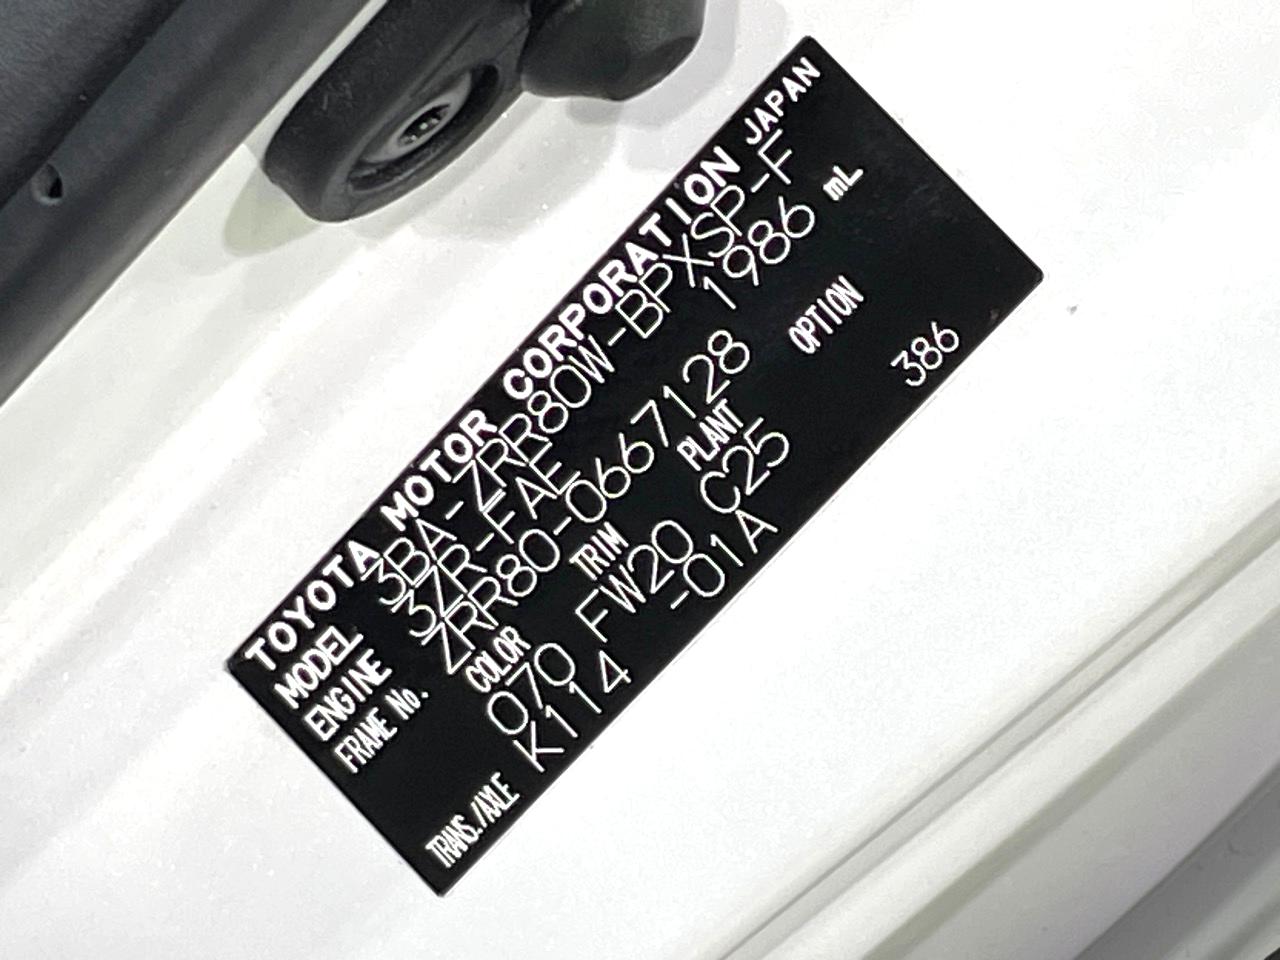 TOYOTA MOTOR CORPORATION JAPAN
MODEL 3BA-ZRR80W-BPXSP-F
ENGINE 3ZR-FAE 1986 mL
FRAME No. ZRR80-0667128
COLOR TRIM PLANT OPTION
070 FW20 C25 386
TRANS./AXLE K114 -01A